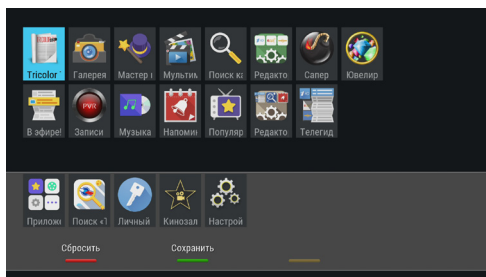 Tricolor Галерея Мастер Мультик Поиск ка Редакто Сапер Ювелир
PVR
В эфире! Записи Музыка Напомин Популяр Редакто Телегид
Приложе Поиск «Т Личный Кинозал Настрой
Сбросить Сохранить